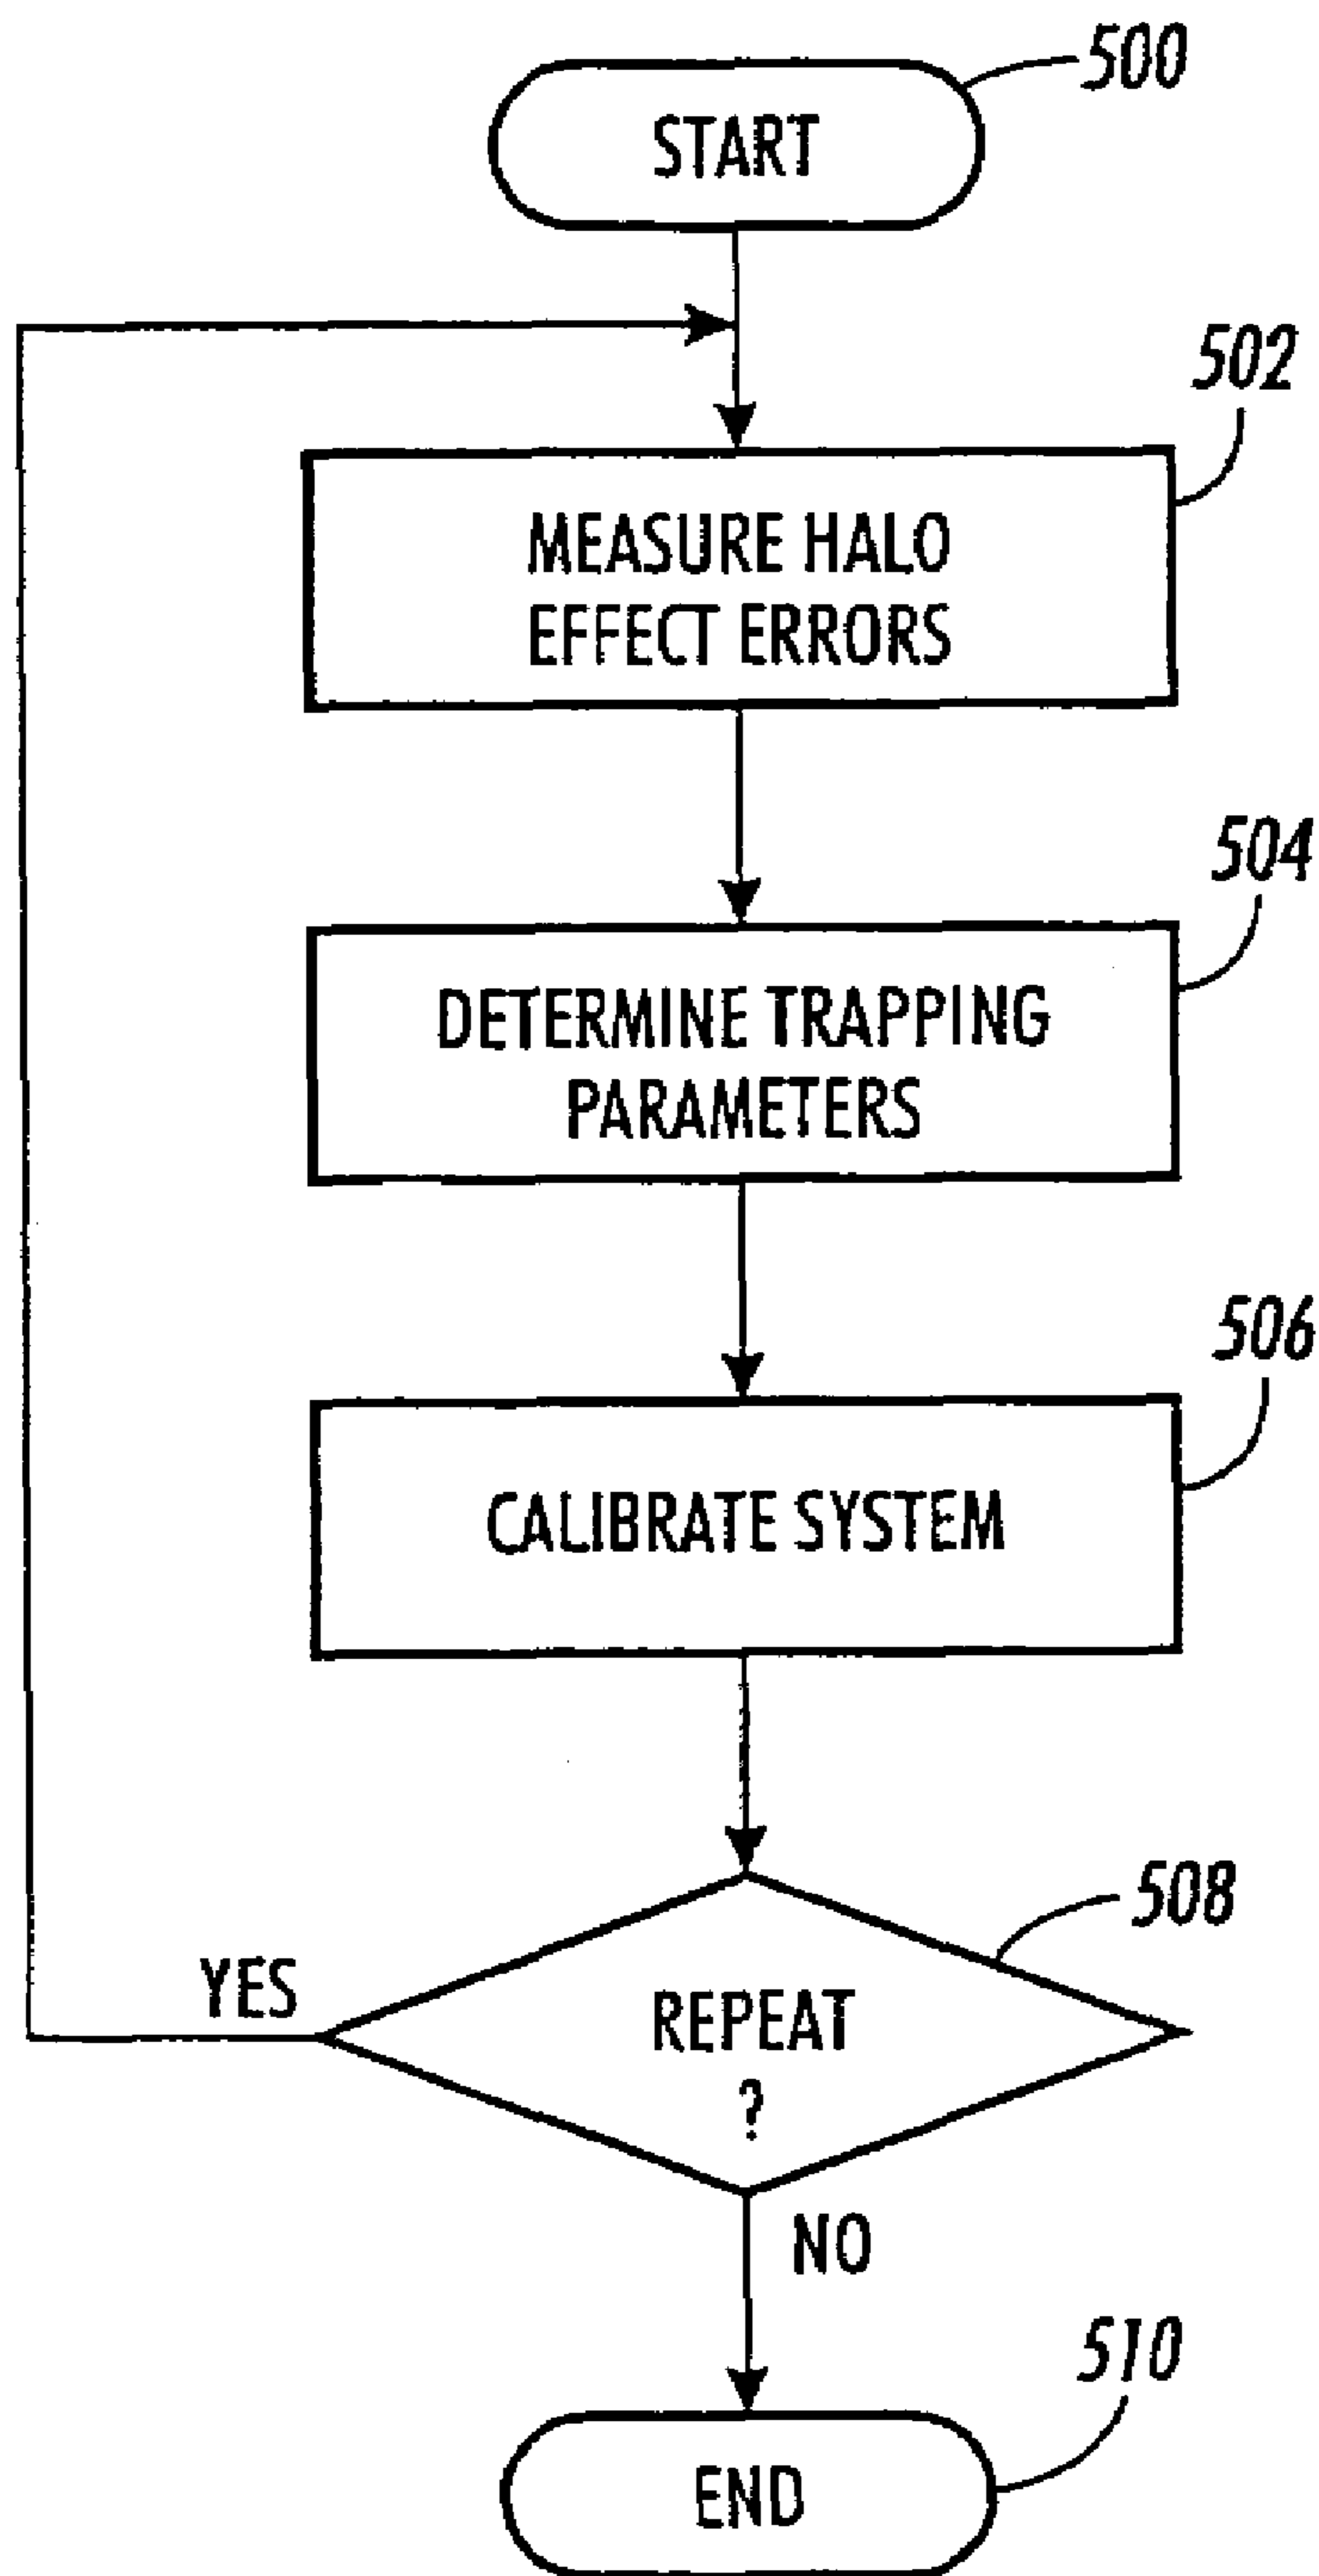 500
START
502
MEASURE HALO
EFFECT ERRORS
504
DETERMINE TRAPPING
PARAMETERS
506
CALIBRATE SYSTEM
508
YES
REPEAT
?
NO
510
END